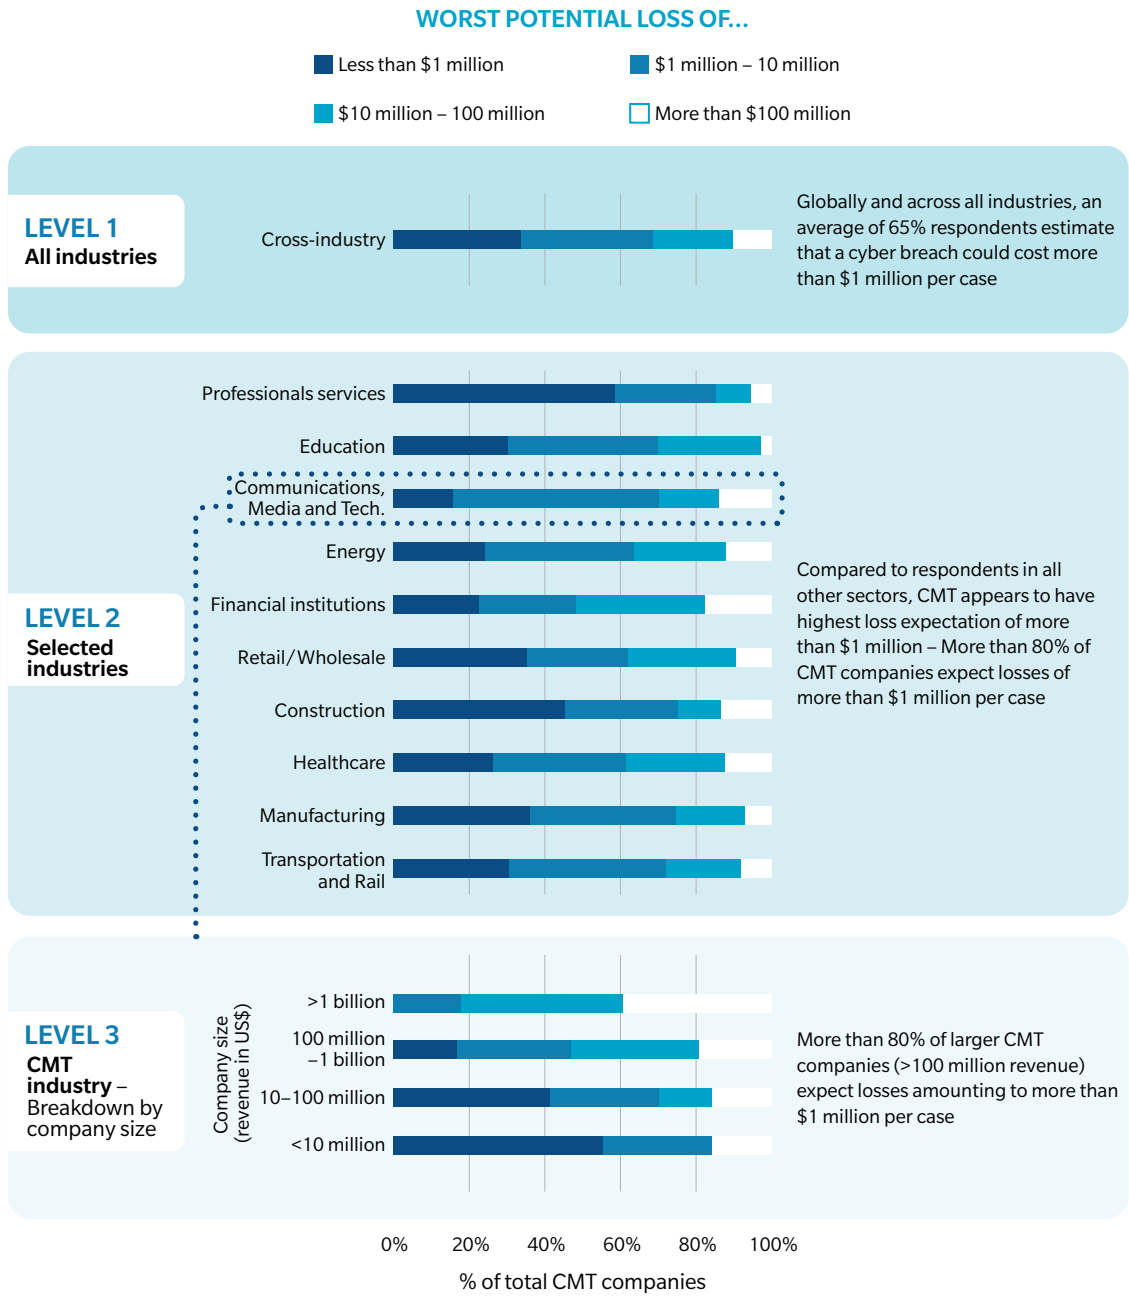 WORST POTENTIAL LOSS OF...
Less than $1 million
$1 million – 10 million
$10 million – 100 million
More than $100 million
LEVEL 1
All industries
Cross-industry
Globally and across all industries, an
average of 65% respondents estimate
that a cyber breach could cost more
than $1 million per case
LEVEL 2
Selected
industries
Professionals services
Education
Communications,
Media and Tech.
Energy
Financial institutions
Retail/Wholesale
Construction
Healthcare
Manufacturing
Transportation
and Rail
Compared to respondents in all
other sectors, CMT appears to have
highest loss expectation of more
than $1 million – More than 80% of
CMT companies expect losses of
more than $1 million per case
LEVEL 3
CMT
industry –
Breakdown by
company size
Company size
(revenue in US$)
>1 billion
100 million
–1 billion
10–100 million
<10 million
More than 80% of larger CMT
companies (>100 million revenue)
expect losses amounting to more than
$1 million per case
0% 20% 40% 60% 80% 100%
% of total CMT companies